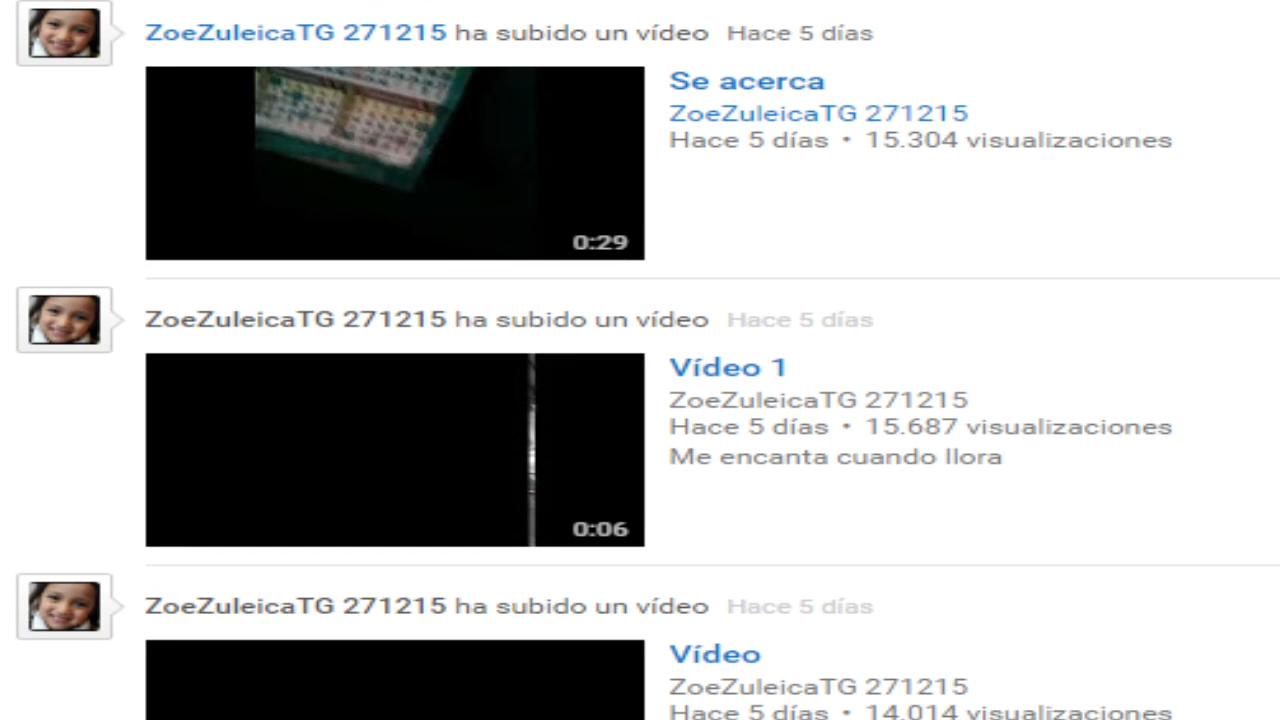 ZoeZuleicaTG 271215 ha subido un vídeo Hace 5 días
Se acerca
ZoeZuleicaTG 271215
Hace 5 días • 15.304 visualizaciones
0:29
ZoeZuleicaTG 271215 ha subido un vídeo Hace 5 días
Vídeo 1
ZoeZuleicaTG 271215
Hace 5 días • 15.687 visualizaciones
Me encanta cuando llora
0:06
ZoeZuleicaTG 271215 ha subido un vídeo Hace 5 días
Vídeo
ZoeZuleicaTG 271215
Hace 5 días • 14.014 visualizaciones